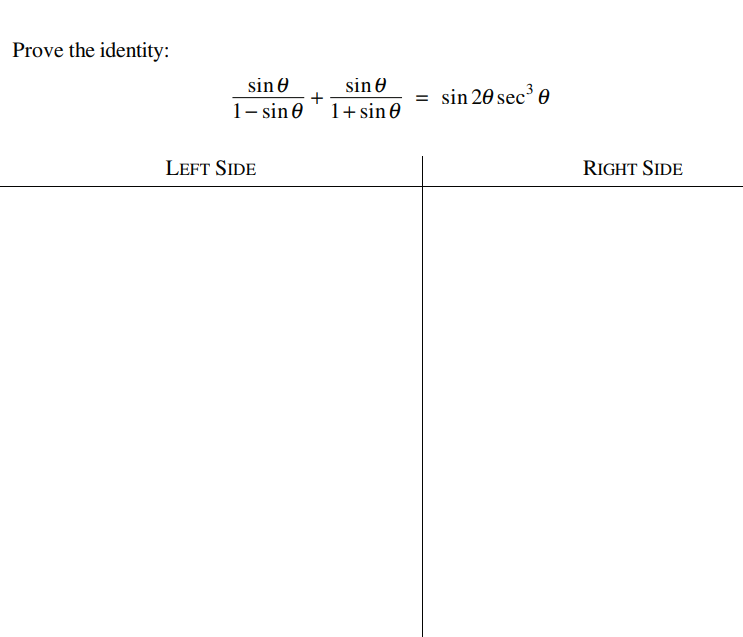 Prove the identity:
sin θ / (1 − sin θ) + sin θ / (1 + sin θ) = sin 2θ sec³ θ
LEFT SIDE RIGHT SIDE